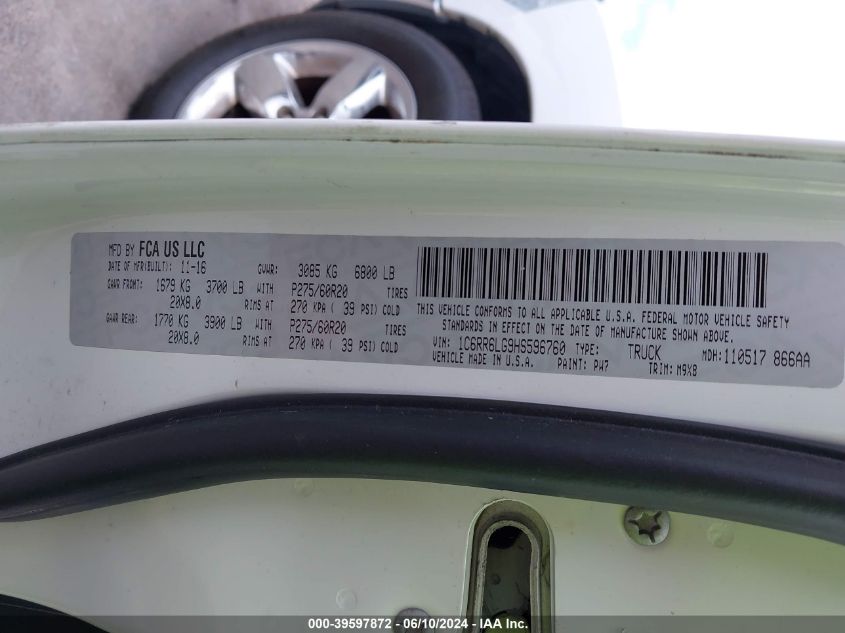 MFD BY FCA US LLC
DATE OF MFR(BUILT): 11-16 GVWR: 3085 KG 6800 LB
GAWR FRONT: 1679 KG 3700 LB WITH P275/60R20 TIRES
20X8.0 RIMS AT 270 KPA ( 39 PSI) COLD
GAWR REAR: 1770 KG 3900 LB WITH P275/60R20 TIRES
20X8.0 RIMS AT 270 KPA ( 39 PSI) COLD
THIS VEHICLE CONFORMS TO ALL APPLICABLE U.S.A. FEDERAL MOTOR VEHICLE SAFETY
STANDARDS IN EFFECT ON THE DATE OF MANUFACTURE SHOWN ABOVE.
VIN: 1C6RR6LG9HS596760 TYPE: TRUCK MDH: 110517 866AA
VEHICLE MADE IN U.S.A. PAINT: PW7 TRIM: M9X8
000-39597872 - 06/10/2024 - IAA Inc.